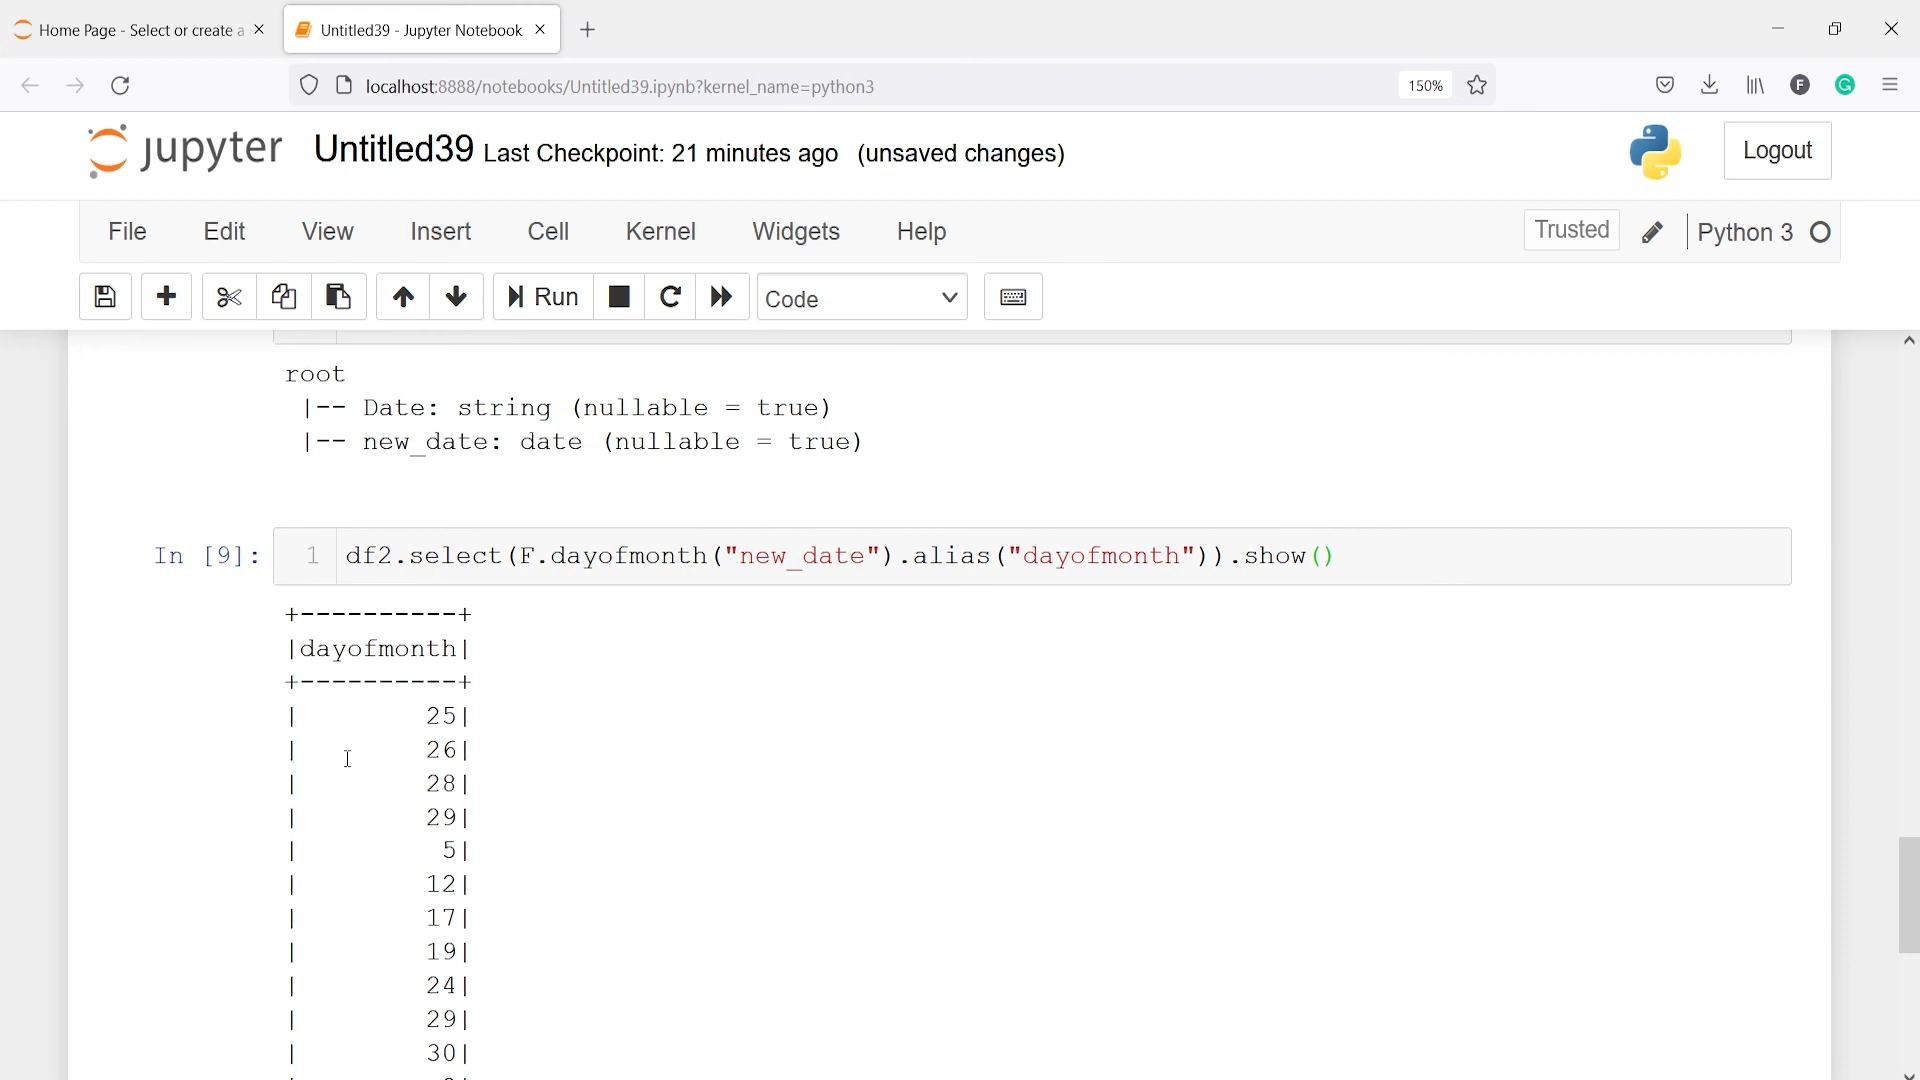 Home Page - Select or create a
Untitled39 - Jupyter Notebook
localhost:8888/notebooks/Untitled39.ipynb?kernel_name=python3
150%
F
G
jupyter Untitled39 Last Checkpoint: 21 minutes ago (unsaved changes)
Logout
File Edit View Insert Cell Kernel Widgets Help
Trusted
Python 3
Run
Code
root
|-- Date: string (nullable = true)
|-- new_date: date (nullable = true)
In [9]: 1 df2.select(F.dayofmonth("new_date").alias("dayofmonth")).show()
+----------+
|dayofmonth|
+----------+
|        25|
|        26|
|        28|
|        29|
|         5|
|        12|
|        17|
|        19|
|        24|
|        29|
|        30|